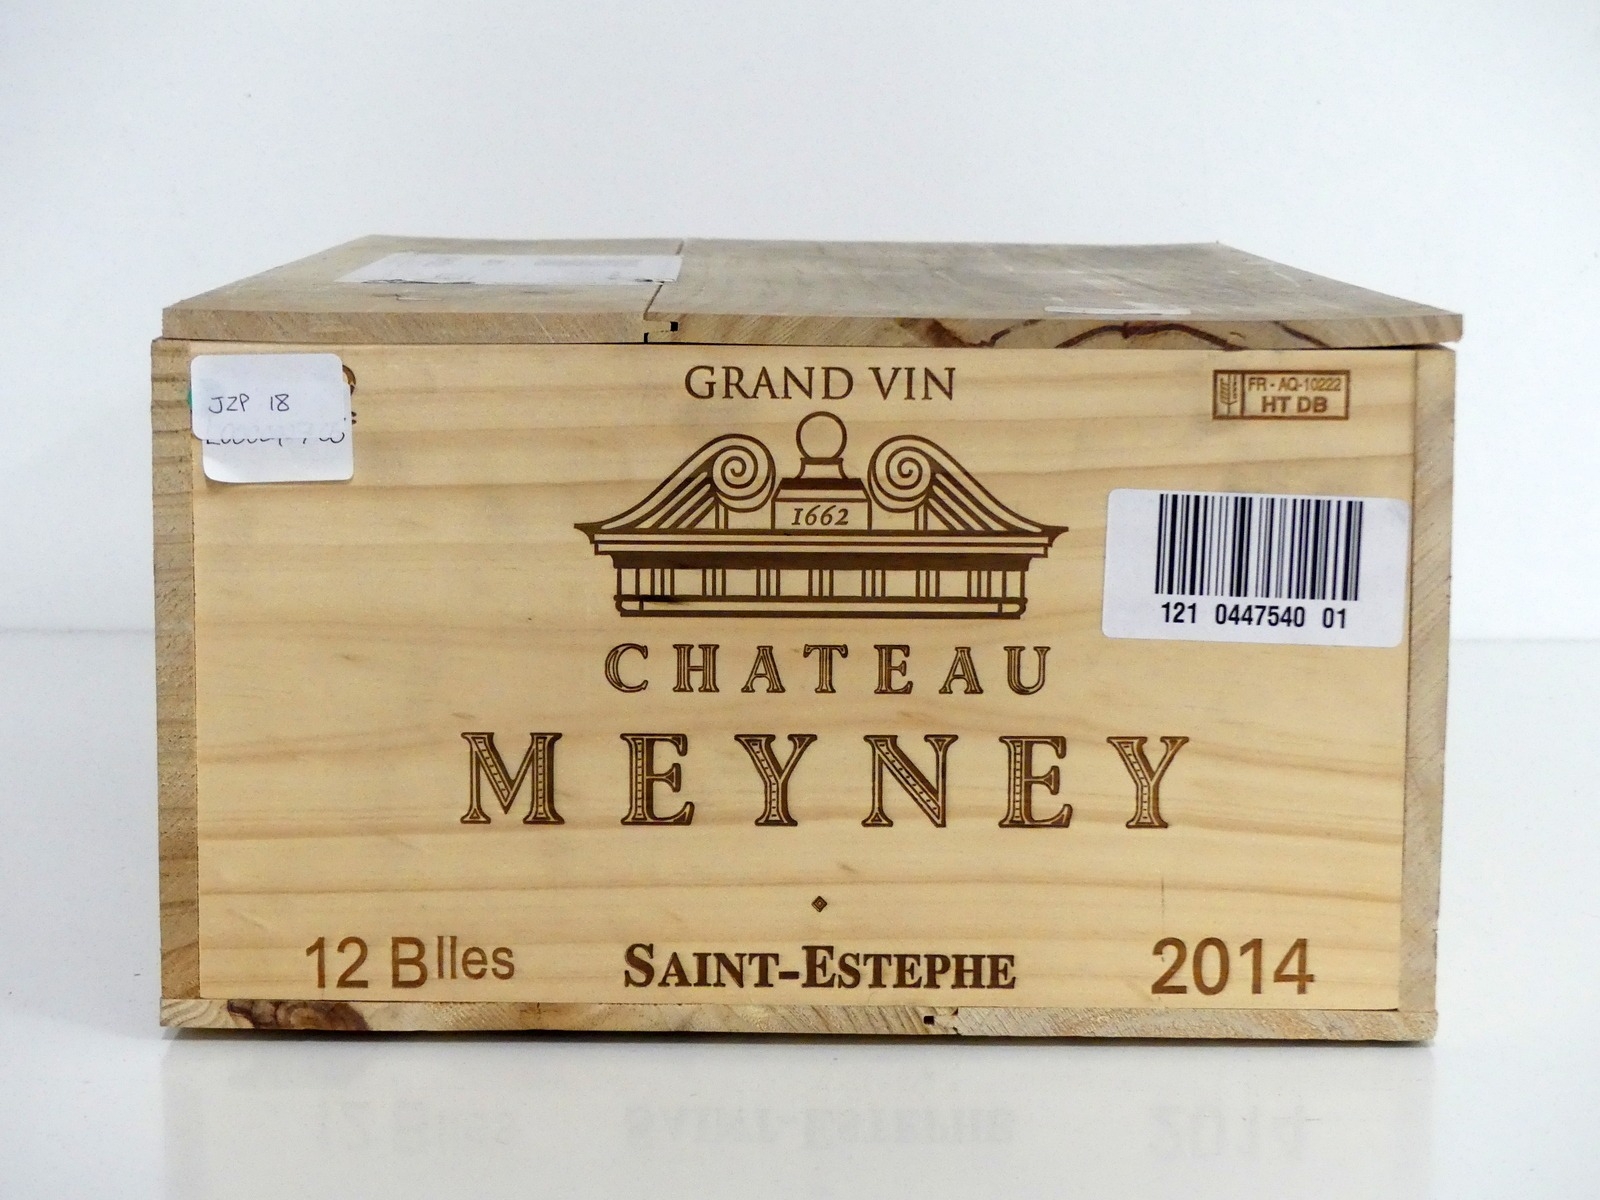 JZP 18
GRAND VIN
FR - AQ-10222
HT DB
1662
121 0447540 01
CHATEAU
MEYNEY
12 Blles
SAINT-ESTEPHE
2014